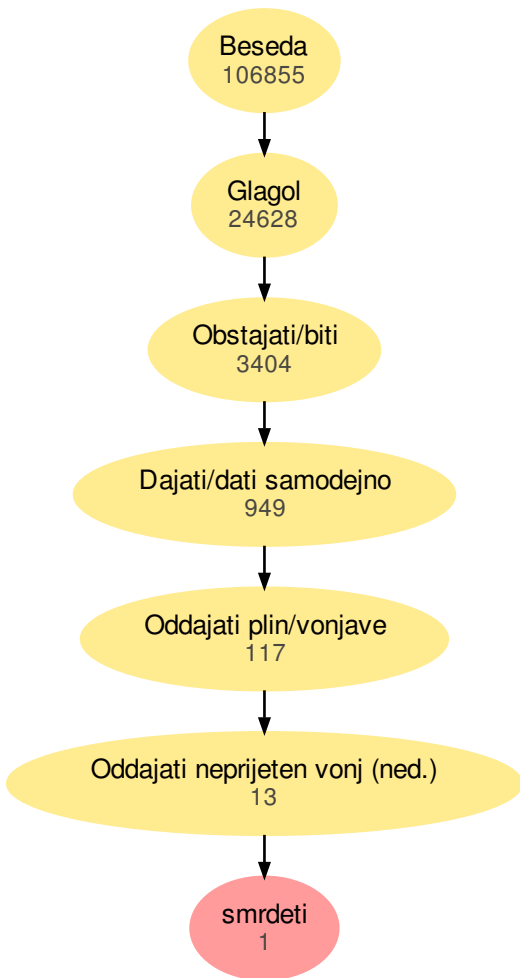 Beseda
106855
Glagol
24628
Obstajati/biti
3404
Dajati/dati samodejno
949
Oddajati plin/vonjave
117
Oddajati neprijeten vonj (ned.)
13
smrdeti
1